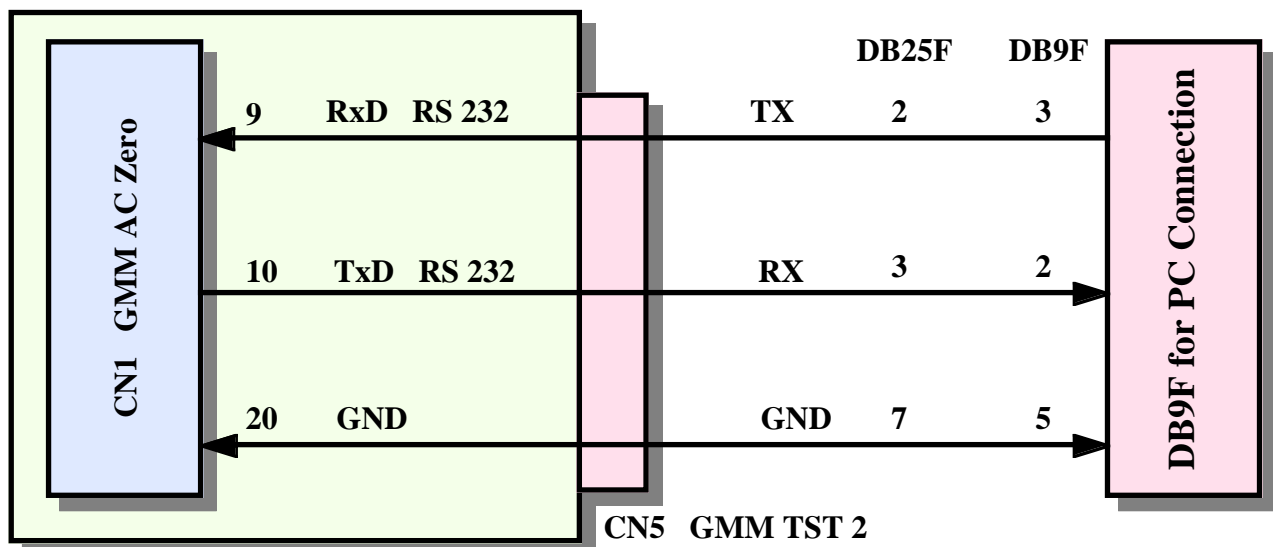 DB25F DB9F
9 RxD RS 232 TX 2 3
CN1 GMM AC Zero
10 TxD RS 232 RX 3 2
DB9F for PC Connection
20 GND GND 7 5
CN5 GMM TST 2